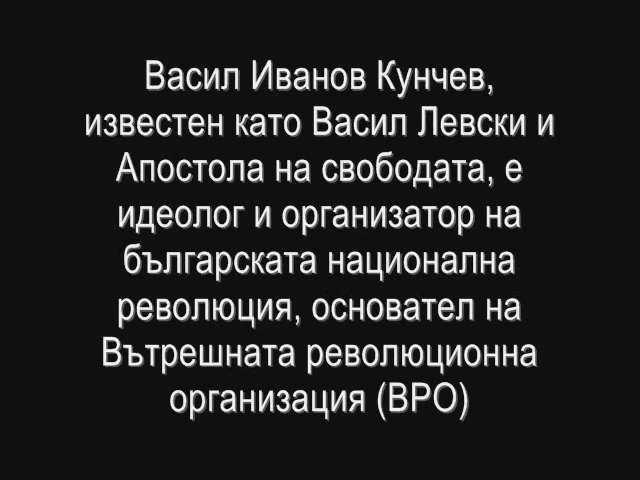 Васил Иванов Кунчев,
известен като Васил Левски и
Апостола на свободата, е
идеолог и организатор на
българската национална
революция, основател на
Вътрешната революционна
организация (ВРО)